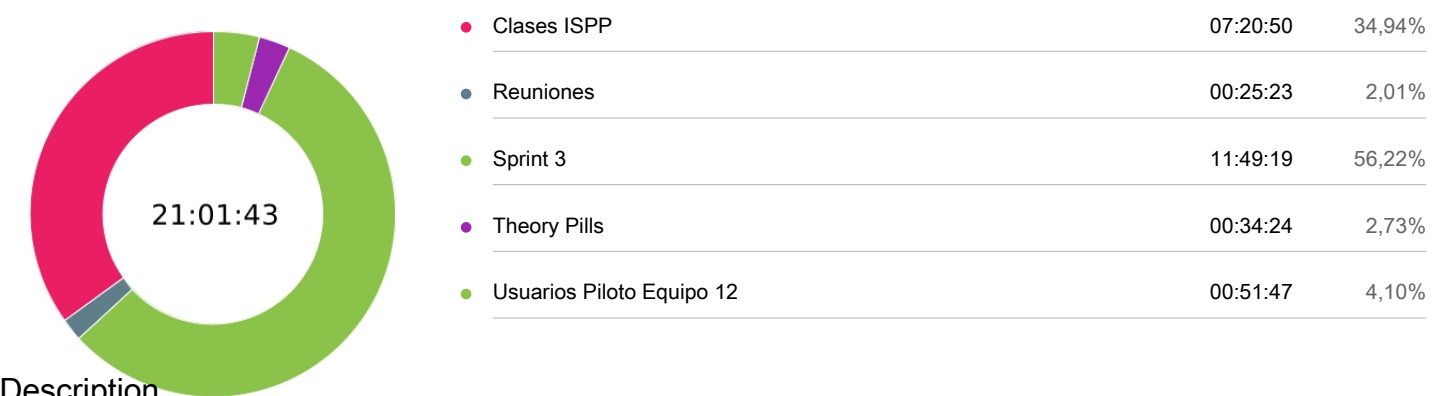 Clases ISPP 07:20:50 34,94%
Reuniones 00:25:23 2,01%
Sprint 3 11:49:19 56,22%
21:01:43
Theory Pills 00:34:24 2,73%
Usuarios Piloto Equipo 12 00:51:47 4,10%
Description